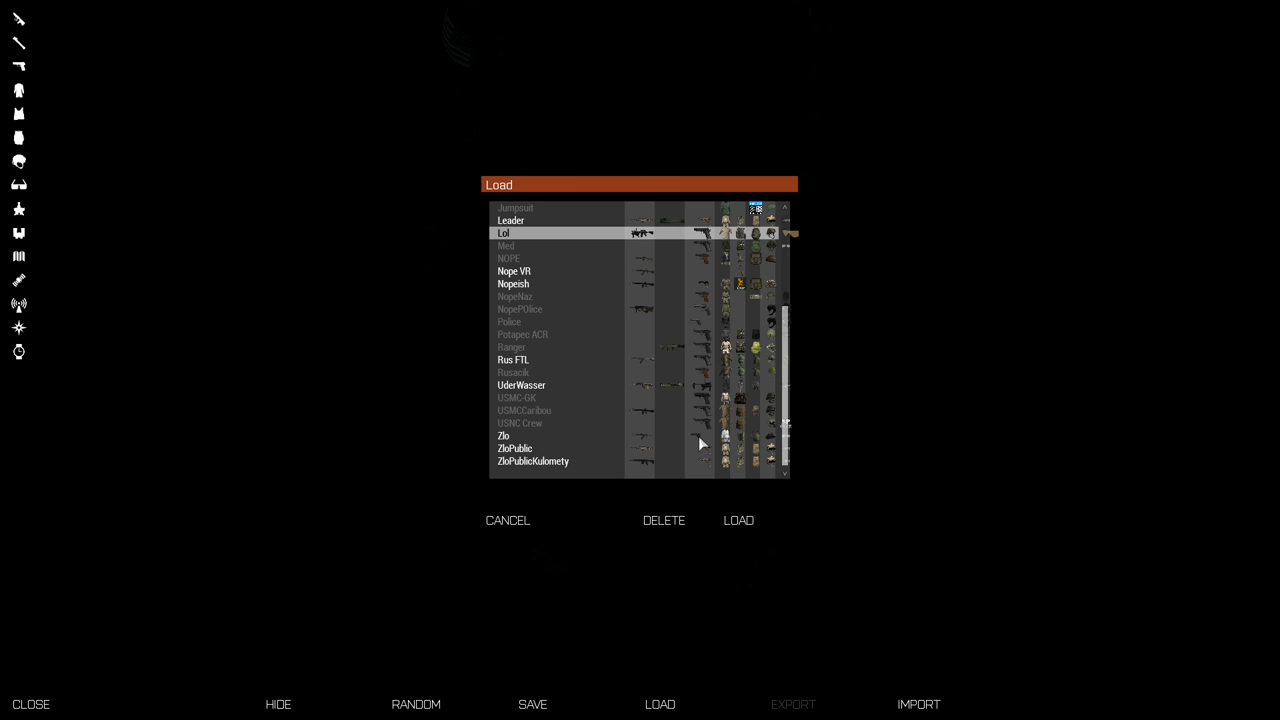 Load
Jumpsuit
Leader
Lol
Med
NOPE
Nope VR
Nopeish
NopeNaz
NopePOlice
Police
Potapec ACR
Ranger
Rus FTL
Rusacik
UderWasser
USMC-GK
USMCCaribou
USNC Crew
Zlo
ZloPublic
ZloPublicKulomety
CANCEL DELETE LOAD
CLOSE HIDE RANDOM SAVE LOAD EXPORT IMPORT